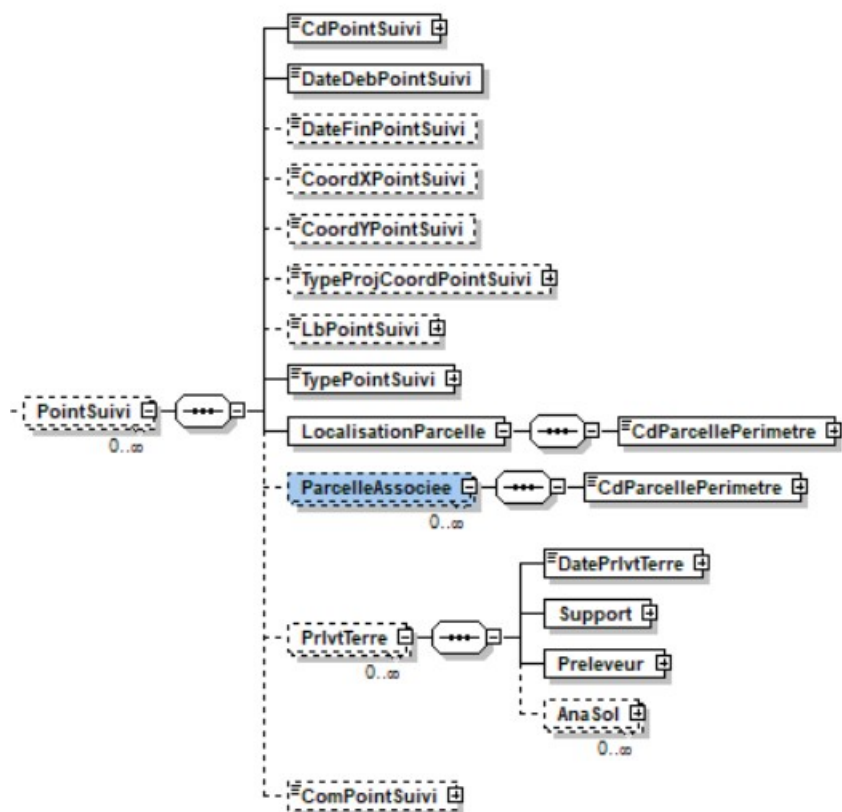 CdPointSuivi
DateDebPointSuivi
DateFinPointSuivi
CoordXPointSuivi
CoordYPointSuivi
TypeProjCoordPointSuivi
LbPointSuivi
TypePointSuivi
PointSuivi
0..∞
LocalisationParcelle
CdParcellePerimetre
ParcelleAssociee
0..∞
CdParcellePerimetre
DatePrlvtTerre
Support
PrlvtTerre
0..∞
Preleveur
AnaSol
0..∞
ComPointSuivi